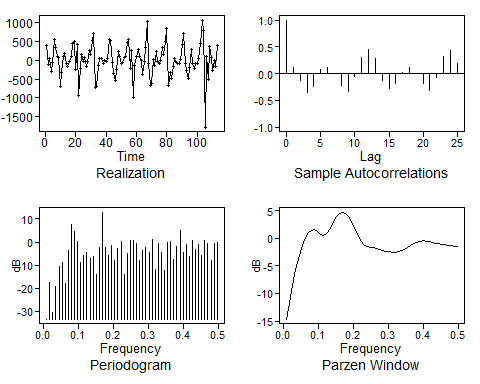 1000
500
0
-500
-1000
-1500
0 20 40 60 80 100
Time
Realization
1.0
0.5
0.0
-0.5
-1.0
0 5 10 15 20 25
Lag
Sample Autocorrelations
10
0
-10
-20
-30
dB
0.0 0.1 0.2 0.3 0.4 0.5
Frequency
Periodogram
5
0
-5
-10
-15
dB
0.0 0.1 0.2 0.3 0.4 0.5
Frequency
Parzen Window